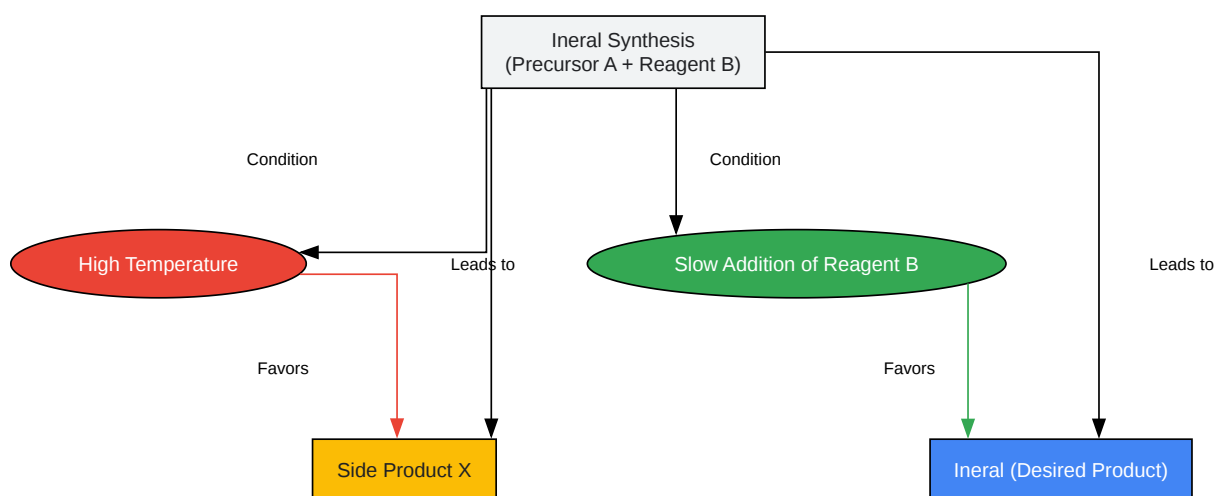 Ineral Synthesis
(Precursor A + Reagent B)
Condition
Condition
High Temperature
Leads to
Slow Addition of Reagent B
Leads to
Favors
Favors
Side Product X
Ineral (Desired Product)